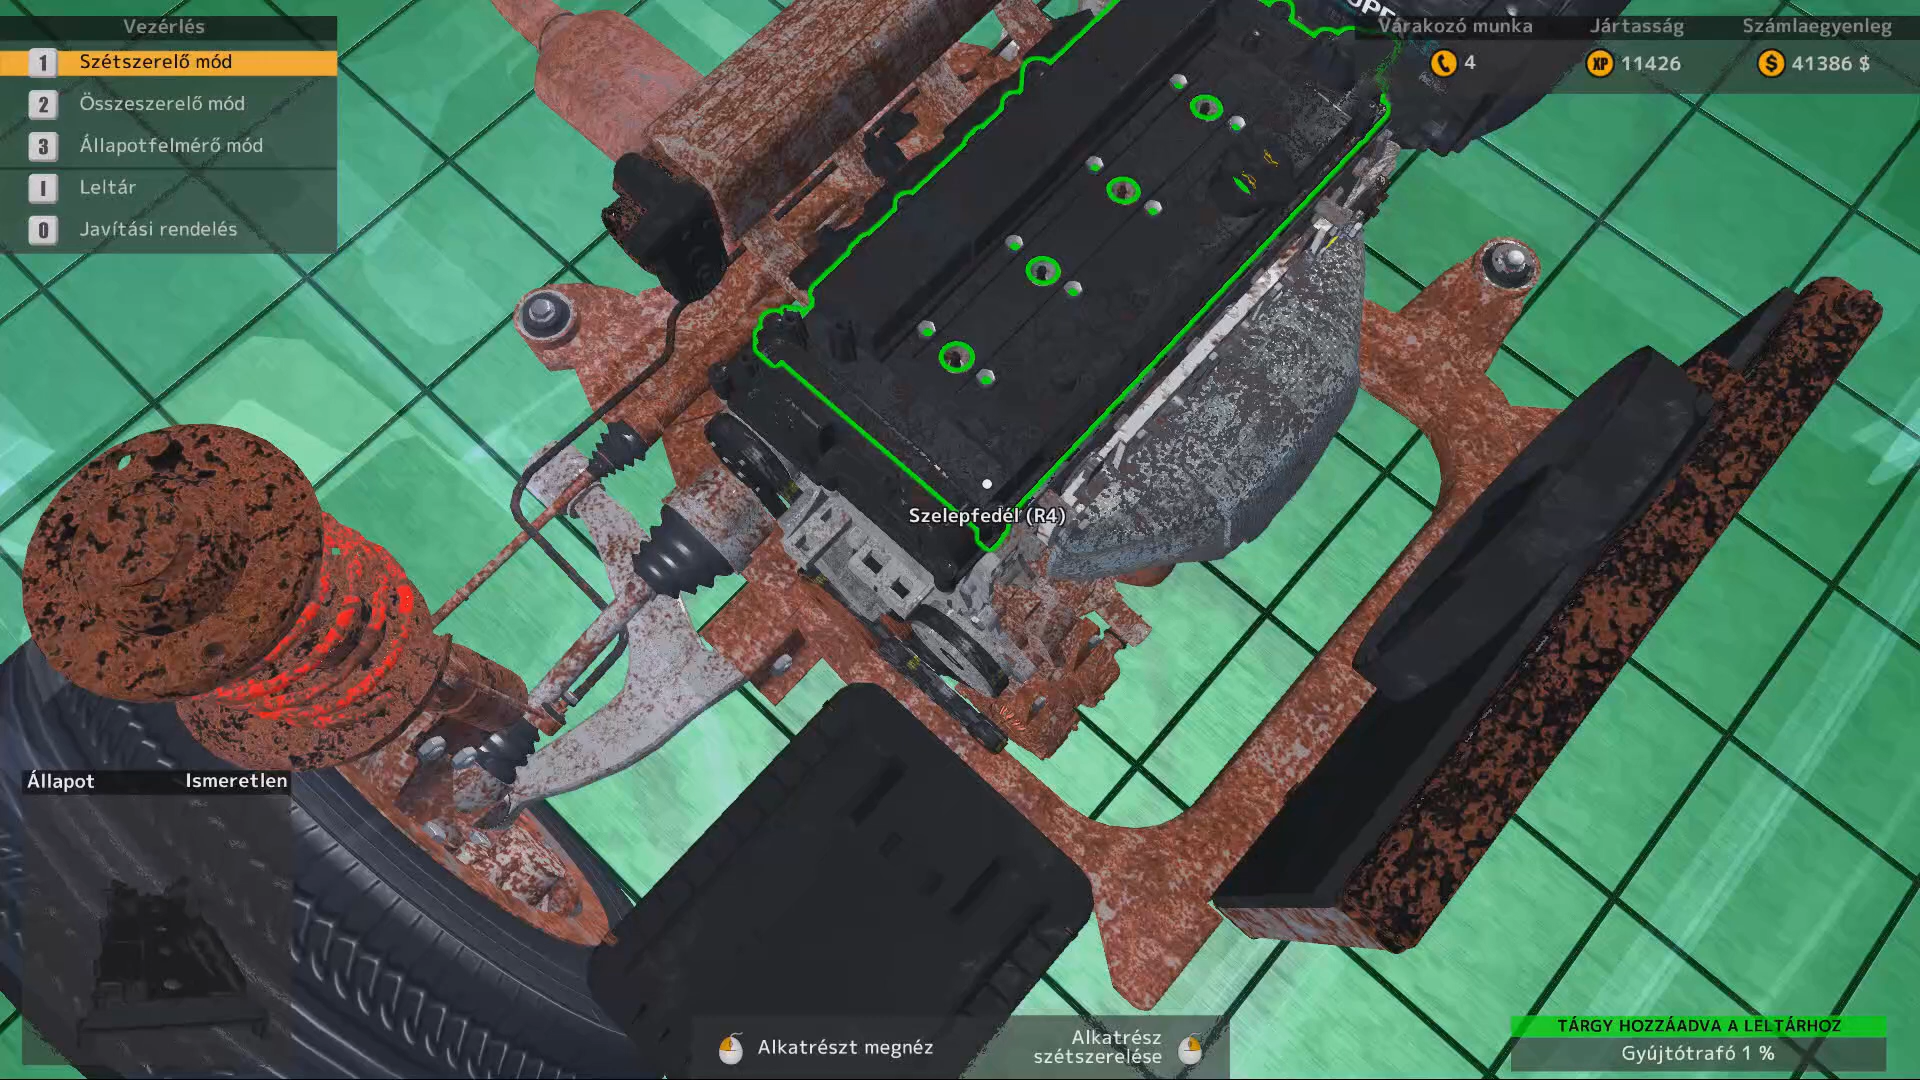 Vezérlés
1 Szétszerelő mód
2 Összeszerelő mód
3 Állapotfelmérő mód
I Leltár
0 Javítási rendelés
Várakozó munka Jártasság Számlaegyenleg
4 XP 11426 $ 41386 $
Szelepfedél (R4)
Állapot Ismeretlen
Alkatrészt megnéz
Alkatrész
szétszerelése
TÁRGY HOZZÁADVA A LELTÁRHOZ
Gyújtótrafó 1 %